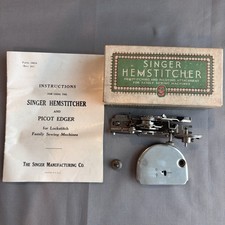 INSTRUCTIONS
FOR USING THE
SINGER HEMSTITCHER
AND
PICOT EDGER
for Lockstitch
Family Sewing Machines
THE SINGER MANUFACTURING CO.
SINGER
HEMSTITCHER